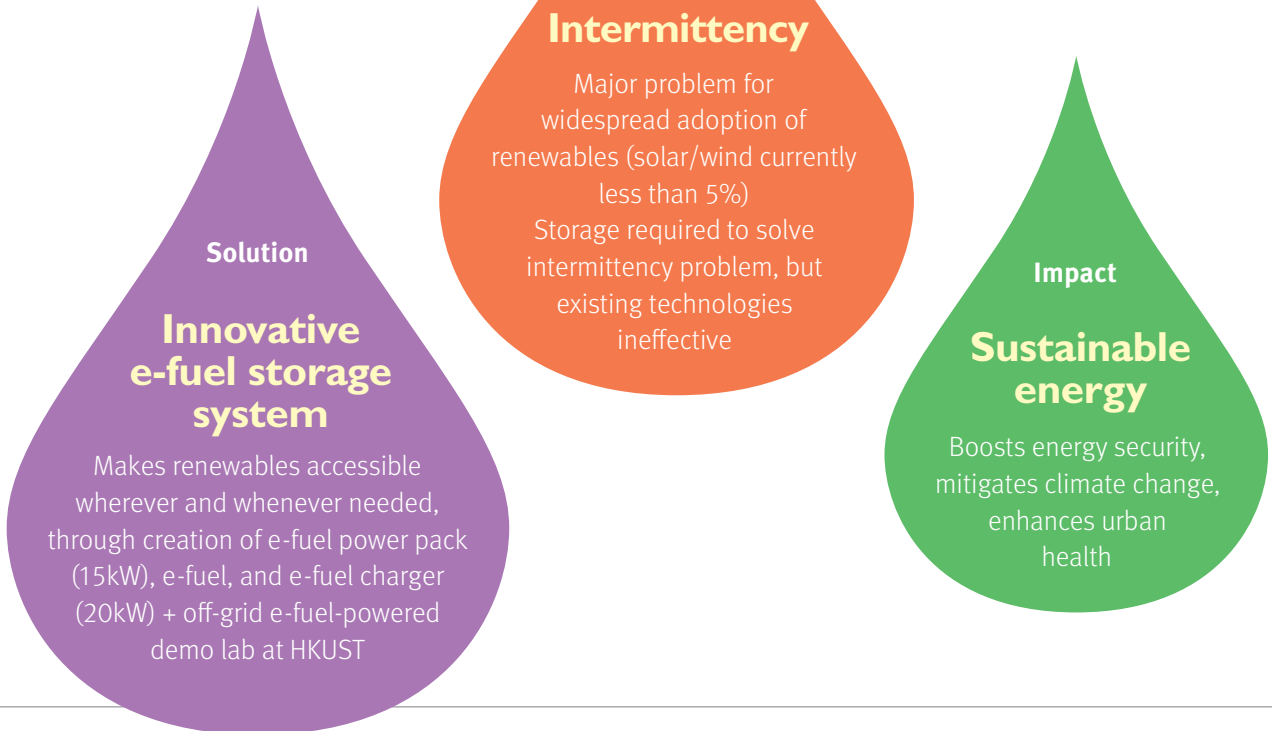 Intermittency
Major problem for
widespread adoption of
renewables (solar/wind currently
less than 5%)
Storage required to solve
intermittency problem, but
existing technologies
ineffective
Solution
Innovative
e-fuel storage
system
Makes renewables accessible
wherever and whenever needed,
through creation of e-fuel power pack
(15kW), e-fuel, and e-fuel charger
(20kW) + off-grid e-fuel-powered
demo lab at HKUST
Impact
Sustainable
energy
Boosts energy security,
mitigates climate change,
enhances urban
health